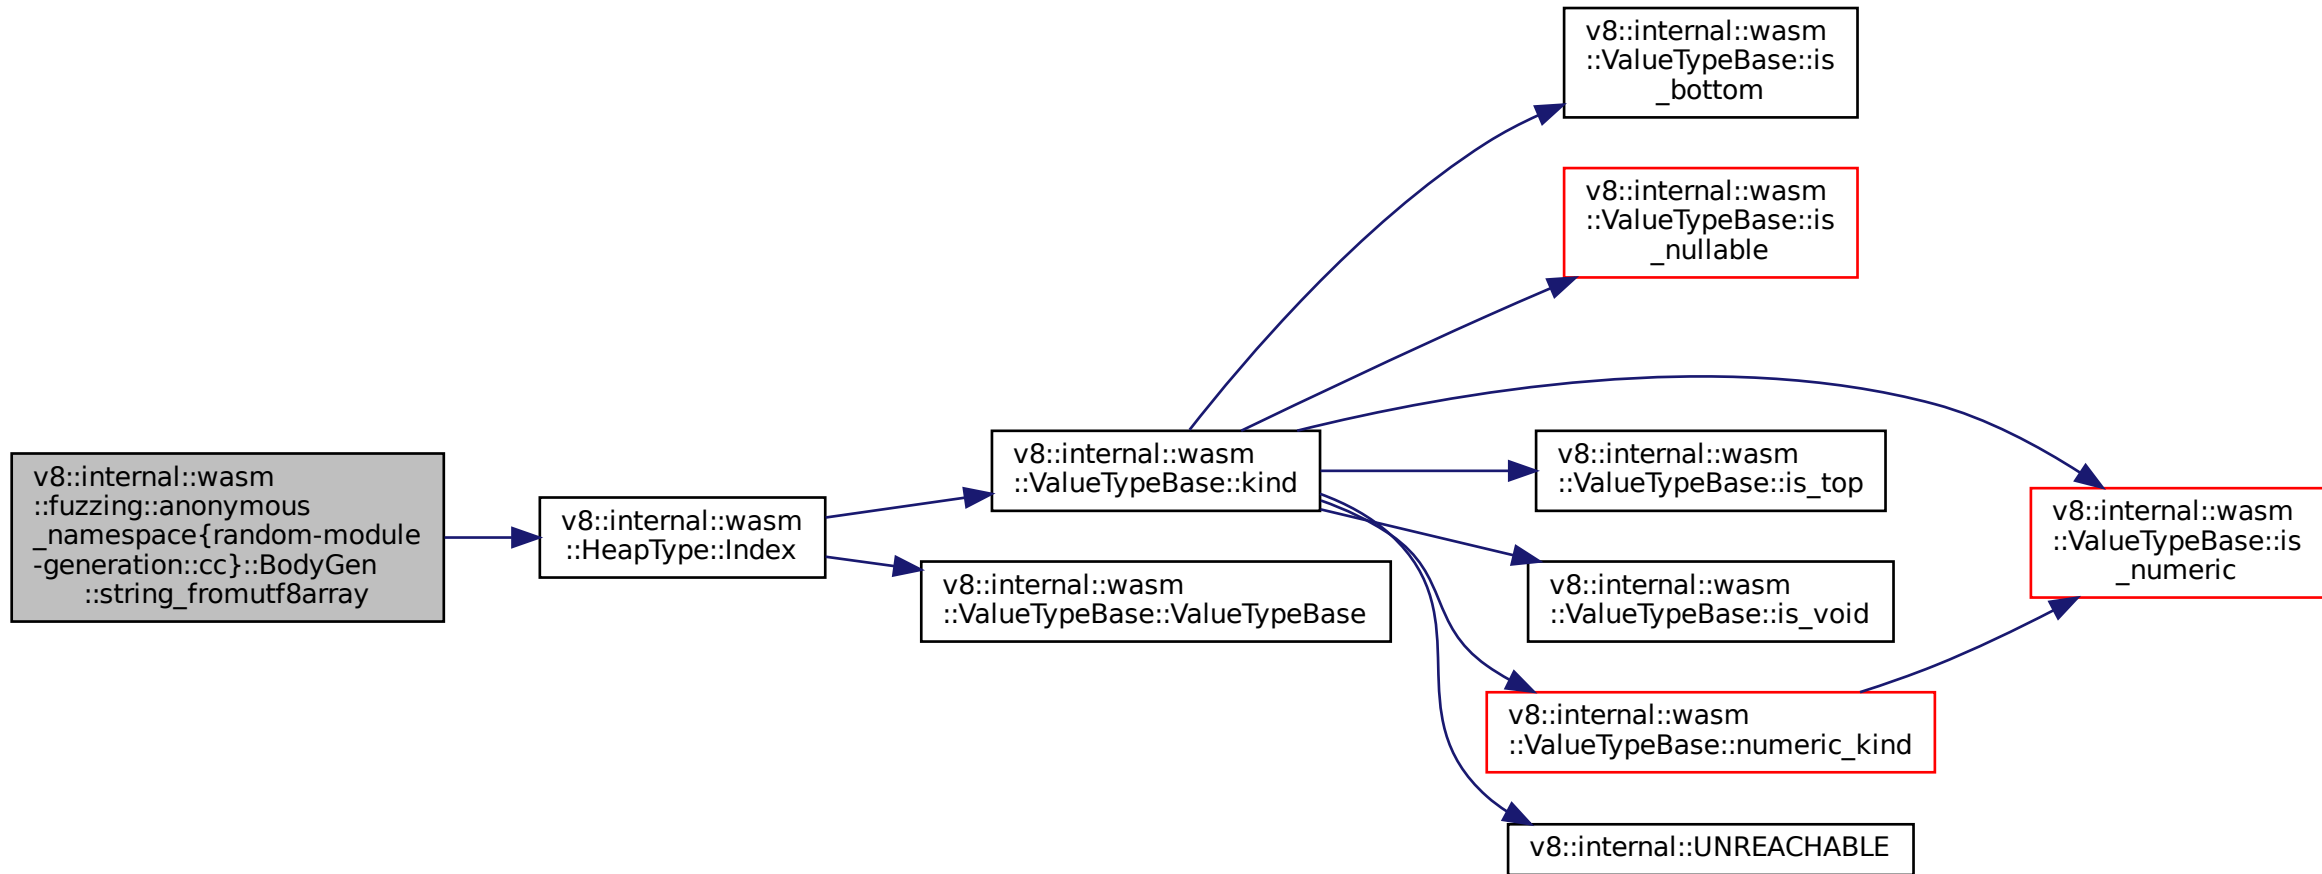 v8::internal::wasm
::fuzzing::anonymous
_namespace{random-module
-generation::cc}::BodyGen
::string_fromutf8array
v8::internal::wasm
::HeapType::Index
v8::internal::wasm
::ValueTypeBase::kind
v8::internal::wasm
::ValueTypeBase::ValueTypeBase
v8::internal::wasm
::ValueTypeBase::is
_bottom
v8::internal::wasm
::ValueTypeBase::is
_nullable
v8::internal::wasm
::ValueTypeBase::is_top
v8::internal::wasm
::ValueTypeBase::is_void
v8::internal::wasm
::ValueTypeBase::numeric_kind
v8::internal::UNREACHABLE
v8::internal::wasm
::ValueTypeBase::is
_numeric